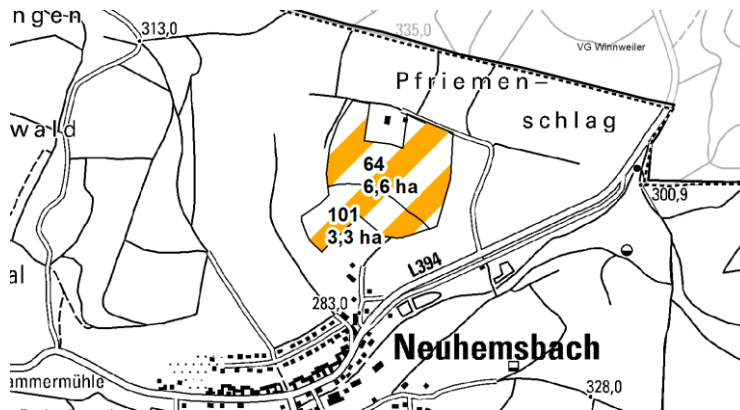 ngen
313,0
335,0
VG Winnweiler
Pfriemen-
schlag
wald
64
6,6 ha
101
3,3 ha
300,9
L394
al
283,0
Neuhemsbach
ammermühle
328,0